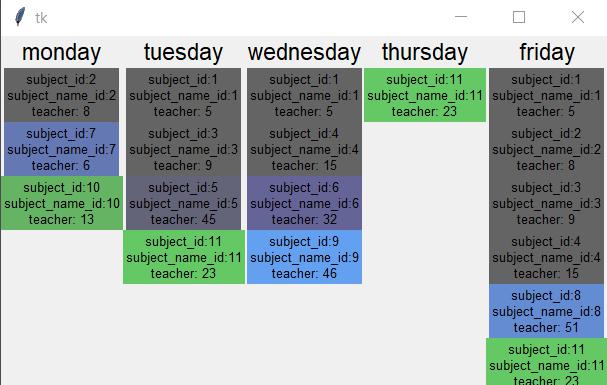 tk
monday
subject_id:2
subject_name_id:2
teacher: 8
subject_id:7
subject_name_id:7
teacher: 6
subject_id:10
subject_name_id:10
teacher: 13
tuesday
subject_id:1
subject_name_id:1
teacher: 5
subject_id:3
subject_name_id:3
teacher: 9
subject_id:5
subject_name_id:5
teacher: 45
subject_id:11
subject_name_id:11
teacher: 23
wednesday
subject_id:1
subject_name_id:1
teacher: 5
subject_id:4
subject_name_id:4
teacher: 15
subject_id:6
subject_name_id:6
teacher: 32
subject_id:9
subject_name_id:9
teacher: 46
thursday
subject_id:11
subject_name_id:11
teacher: 23
friday
subject_id:1
subject_name_id:1
teacher: 5
subject_id:2
subject_name_id:2
teacher: 8
subject_id:3
subject_name_id:3
teacher: 9
subject_id:4
subject_name_id:4
teacher: 15
subject_id:8
subject_name_id:8
teacher: 51
subject_id:11
subject_name_id:11
teacher: 23